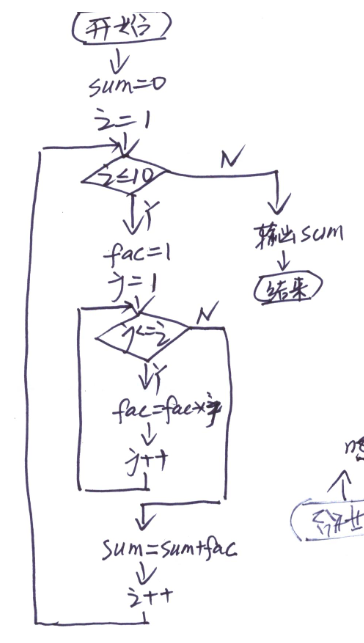 开始
sum=0
i=1
i≤10
N
Y
输出sum
fac=1
结束
j=1
j<=i
N
Y
fac=fac*j
j++
sum=sum+fac
i++